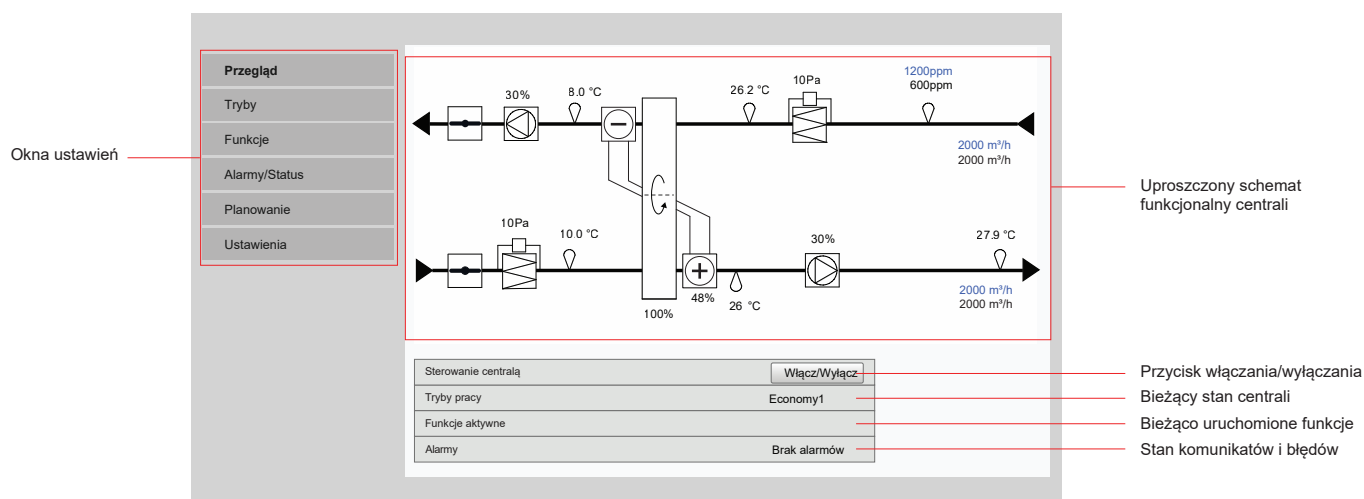 Okna ustawień
Przegląd
Tryby
Funkcje
Alarmy/Status
Planowanie
Ustawienia
30%
8.0 °C
26.2 °C
10Pa
1200ppm
600ppm
2000 m³/h
2000 m³/h
10Pa
10.0 °C
100%
48%
26 °C
30%
27.9 °C
2000 m³/h
2000 m³/h
Uproszczony schemat
funkcjonalny centrali
Sterowanie centralą
Włącz/Wyłącz
Przycisk włączania/wyłączania
Tryby pracy
Economy1
Bieżący stan centrali
Funkcje aktywne
Bieżąco uruchomione funkcje
Alarmy
Brak alarmów
Stan komunikatów i błędów